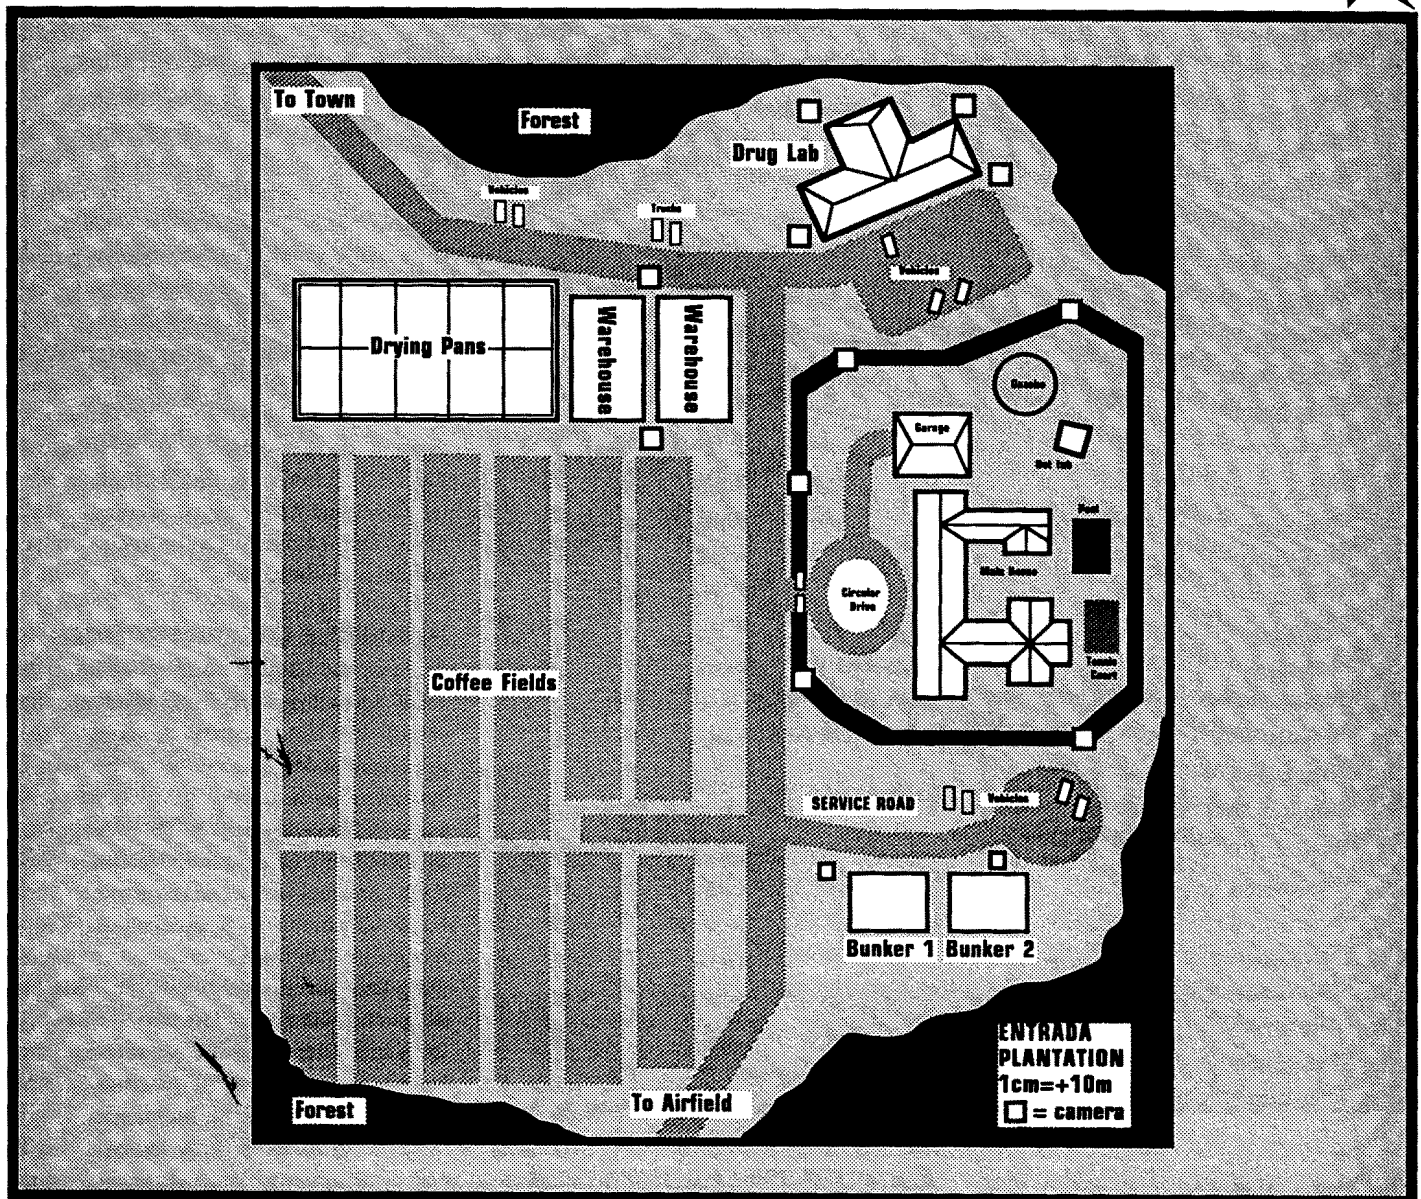 To Town
Forest
Drug Lab
Vehicles
Trucks
Vehicles
Drying Pans
Warehouse
Warehouse
Gazebo
Garage
Hot tub
Pool
Main House
Circular
Drive
Tennis
Court
Coffee Fields
SERVICE ROAD
Vehicles
Bunker 1
Bunker 2
ENTRADA
PLANTATION
1cm=+10m
= camera
To Airfield
Forest